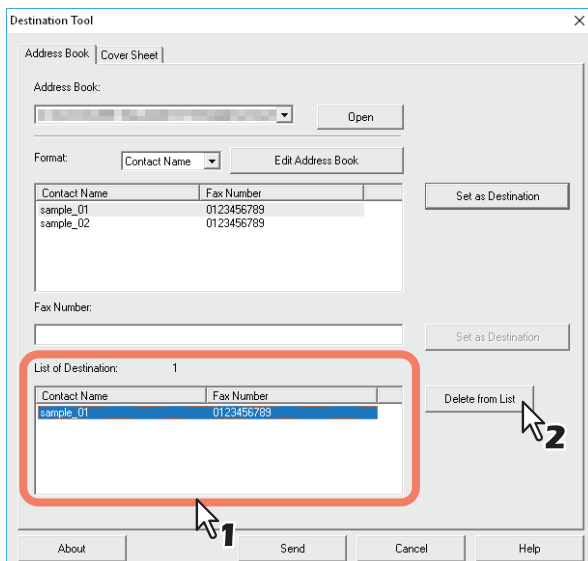 Destination Tool
Address Book Cover Sheet
Address Book:
Open
Format: Contact Name Edit Address Book
Contact Name Fax Number
sample_01 0123456789
sample_02 0123456789
Set as Destination
Fax Number:
Set as Destination
List of Destination: 1
Contact Name Fax Number
sample_01 0123456789
Delete from List
2
1
About Send Cancel Help